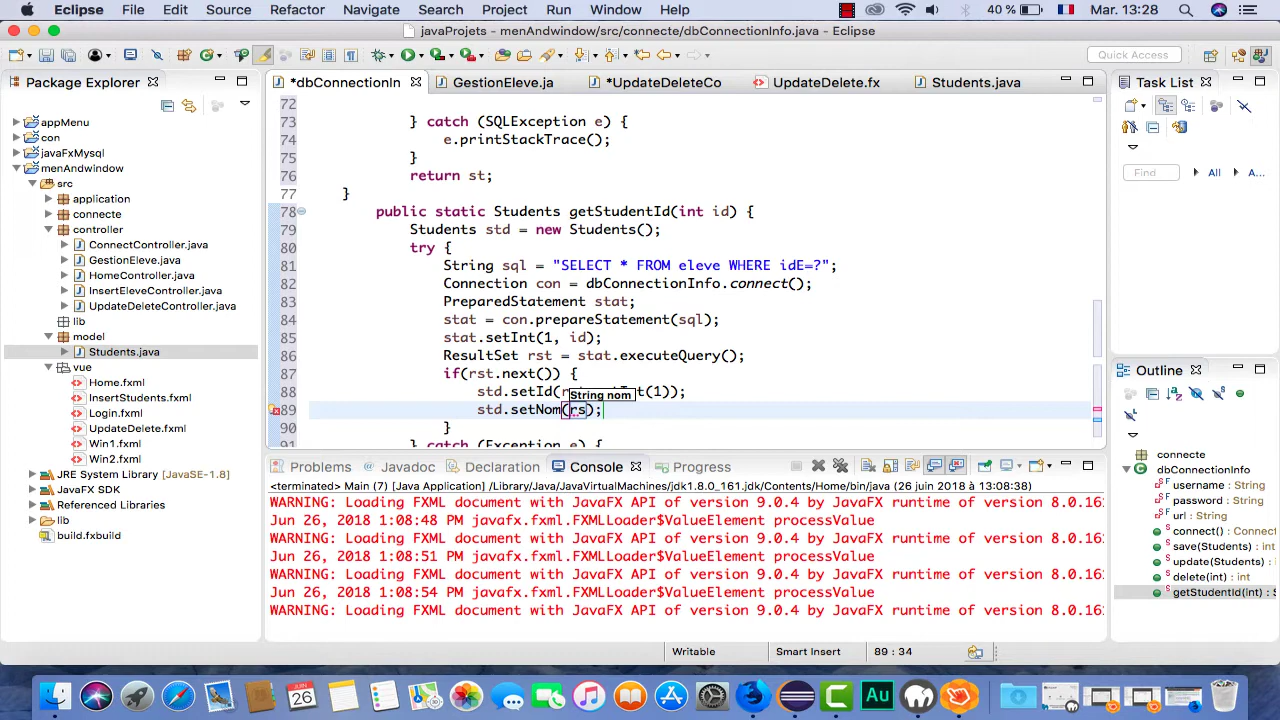 Eclipse File Edit Source Refactor Navigate Search Project Run Window Help 40 % Mar. 13:28
javaProjets - menAndwindow/src/connecte/dbConnectionInfo.java - Eclipse
Quick Access
Package Explorer
*dbConnectionIn GestionEleve.ja *UpdateDeleteCo UpdateDelete.fx Students.java
Task List
appMenu
con
javaFxMysql
menAndwindow
src
application
connecte
controller
ConnectController.java
GestionEleve.java
HomeController.java
InsertEleveController.java
UpdateDeleteController.java
lib
model
Students.java
vue
Home.fxml
InsertStudents.fxml
Login.fxml
UpdateDelete.fxml
Win1.fxml
Win2.fxml
JRE System Library [JavaSE-1.8]
JavaFX SDK
Referenced Libraries
lib
build.fxbuild
72
73 } catch (SQLException e) {
74 e.printStackTrace();
75 }
76 return st;
77 }
78 public static Students getStudentId(int id) {
79 Students std = new Students();
80 try {
81 String sql = "SELECT * FROM eleve WHERE idE=?";
82 Connection con = dbConnectionInfo.connect();
83 PreparedStatement stat;
84 stat = con.prepareStatement(sql);
85 stat.setInt(1, id);
86 ResultSet rst = stat.executeQuery();
87 if(rst.next()) {
88 std.setId(r t(1));
String nom
89 std.setNom(rs);
90 }
91 } catch (Exception e) {
Find All A...
Outline
connecte
dbConnectionInfo
username : String
password : String
url : String
connect() : Connect
save(Students) : int
update(Students) : i
delete(int) : int
getStudentId(int) : S
Problems Javadoc Declaration Console Progress
<terminated> Main (7) [Java Application] /Library/Java/JavaVirtualMachines/jdk1.8.0_161.jdk/Contents/Home/bin/java (26 juin 2018 à 13:08:38)
WARNING: Loading FXML document with JavaFX API of version 9.0.4 by JavaFX runtime of version 8.0.161
Jun 26, 2018 1:08:48 PM javafx.fxml.FXMLLoader$ValueElement processValue
WARNING: Loading FXML document with JavaFX API of version 9.0.4 by JavaFX runtime of version 8.0.161
Jun 26, 2018 1:08:51 PM javafx.fxml.FXMLLoader$ValueElement processValue
WARNING: Loading FXML document with JavaFX API of version 9.0.4 by JavaFX runtime of version 8.0.161
Jun 26, 2018 1:08:54 PM javafx.fxml.FXMLLoader$ValueElement processValue
WARNING: Loading FXML document with JavaFX API of version 9.0.4 by JavaFX runtime of version 8.0.161
Writable Smart Insert 89 : 34
26
Au